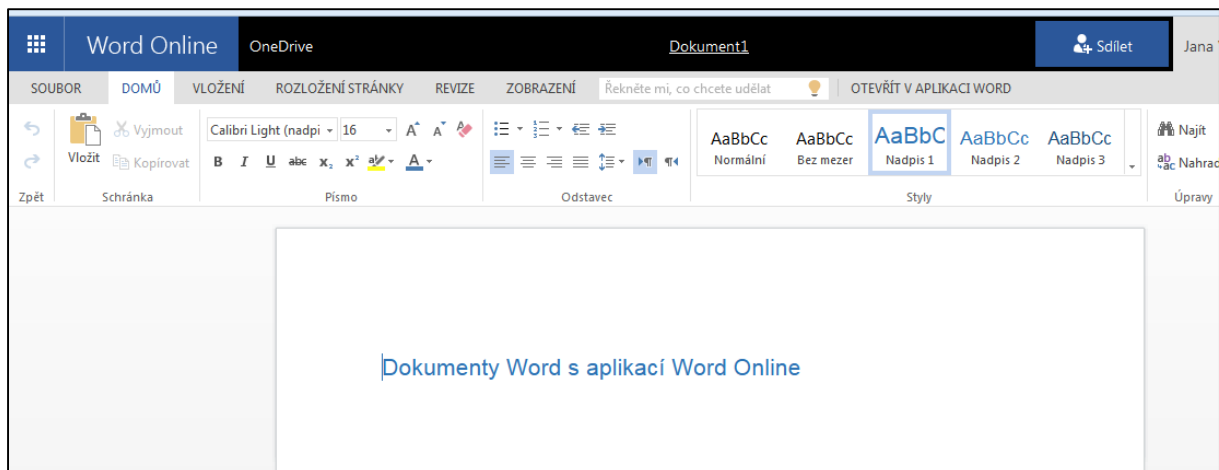 Word Online OneDrive Dokument1 Sdílet Jana
SOUBOR DOMŮ VLOŽENÍ ROZLOŽENÍ STRÁNKY REVIZE ZOBRAZENÍ Řekněte mi, co chcete udělat OTEVŘÍT V APLIKACI WORD
Vyjmout Calibri Light (nadpi 16 AaBbCc AaBbCc AaBbC AaBbCc AaBbCc Najít
Vložit Kopírovat B I U abc x₂ x² A Normální Bez mezer Nadpis 1 Nadpis 2 Nadpis 3 Nahrad
Zpět Schránka Písmo Odstavec Styly Úpravy
Dokumenty Word s aplikací Word Online